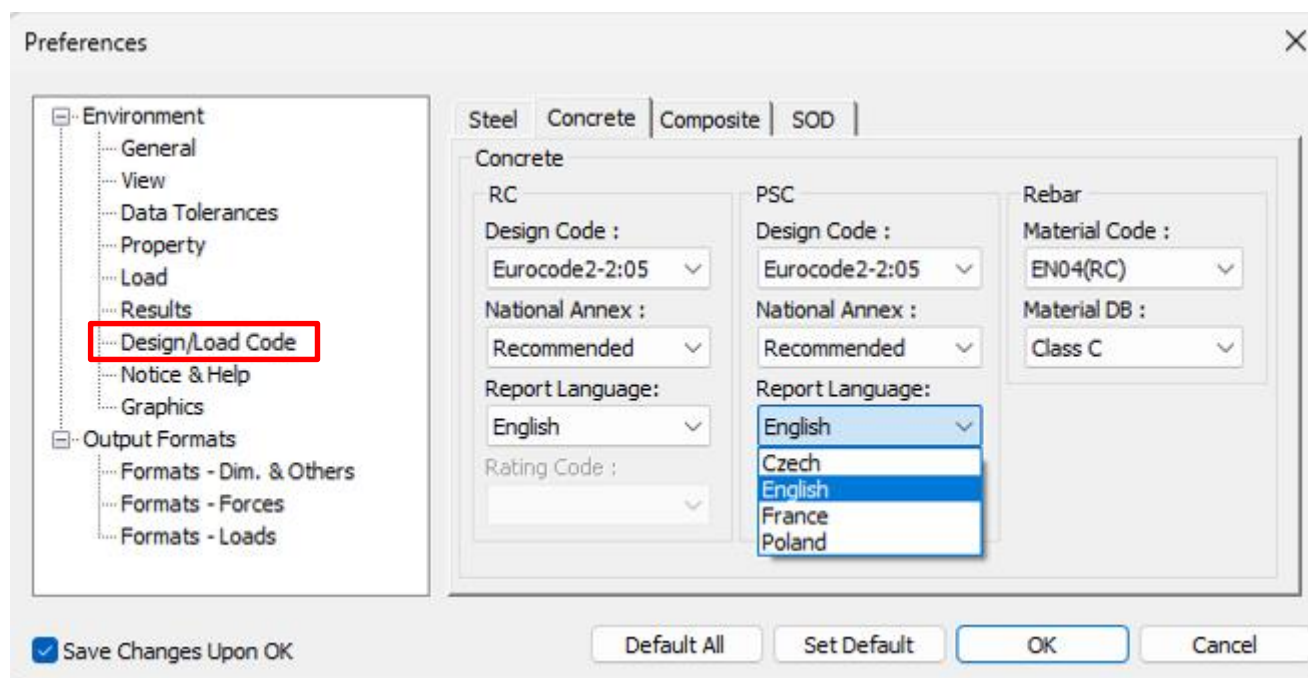 Preferences
Environment
General
View
Data Tolerances
Property
Load
Results
Design/Load Code
Notice & Help
Graphics
Output Formats
Formats - Dim. & Others
Formats - Forces
Formats - Loads
Steel Concrete Composite SOD
Concrete
RC
Design Code :
Eurocode2-2:05
National Annex :
Recommended
Report Language:
English
Rating Code :
PSC
Design Code :
Eurocode2-2:05
National Annex :
Recommended
Report Language:
English
Czech
English
France
Poland
Rebar
Material Code :
EN04(RC)
Material DB :
Class C
Save Changes Upon OK
Default All Set Default OK Cancel